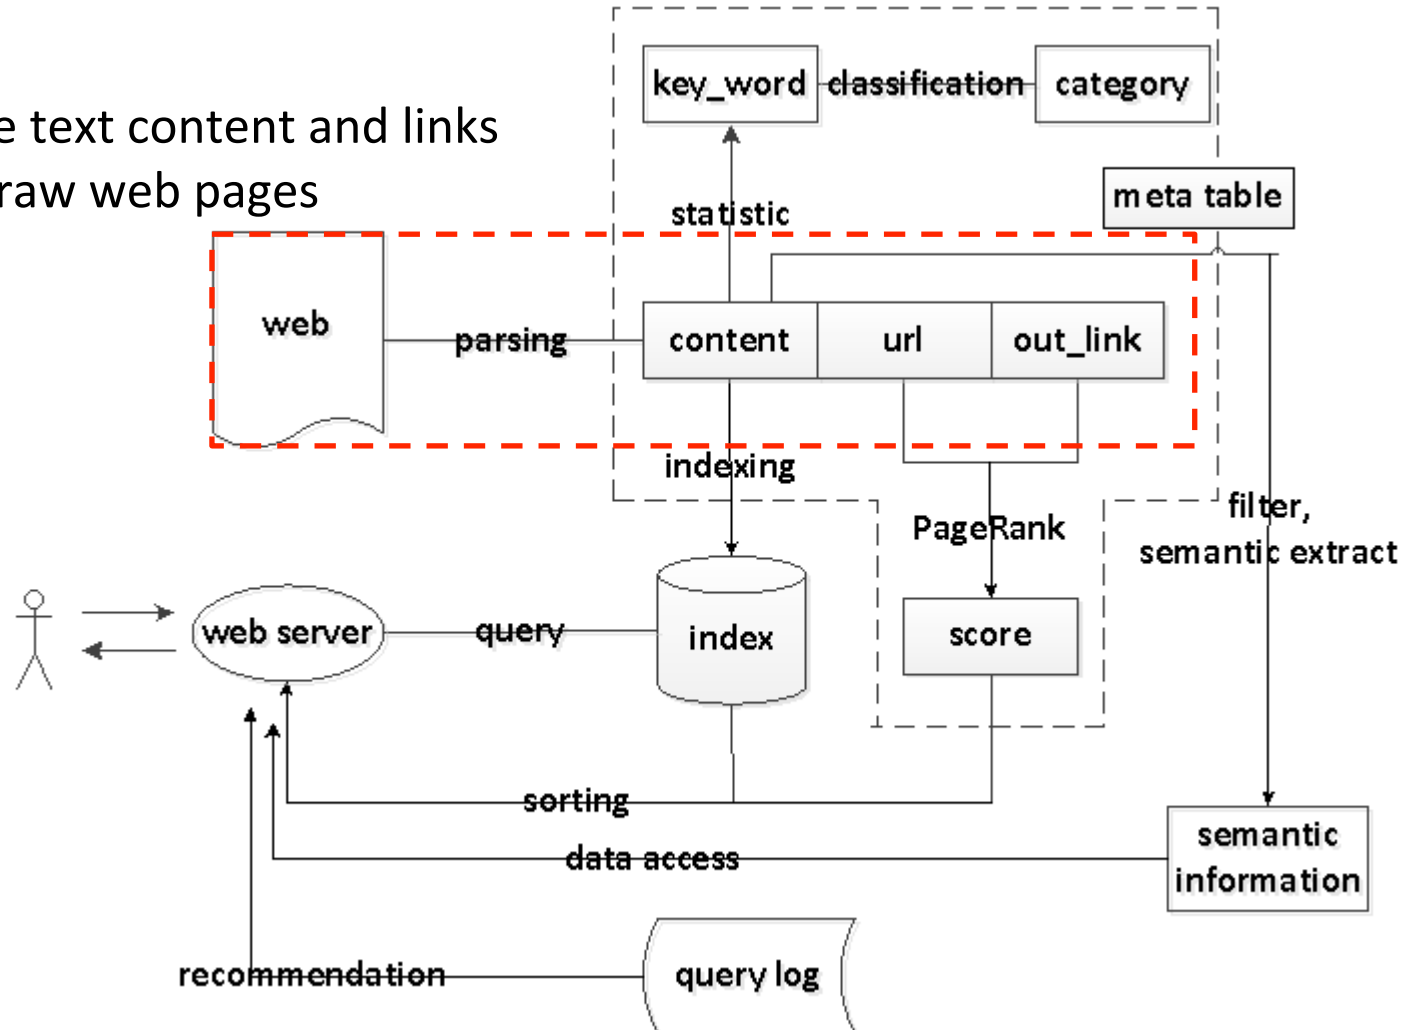 key_word classification category
e text content and links
raw web pages
meta table
statistic
web
parsing
content url out_link
indexing
filter,
semantic extract
PageRank
web server
query
index
score
sorting
semantic
information
data access
recommendation
query log